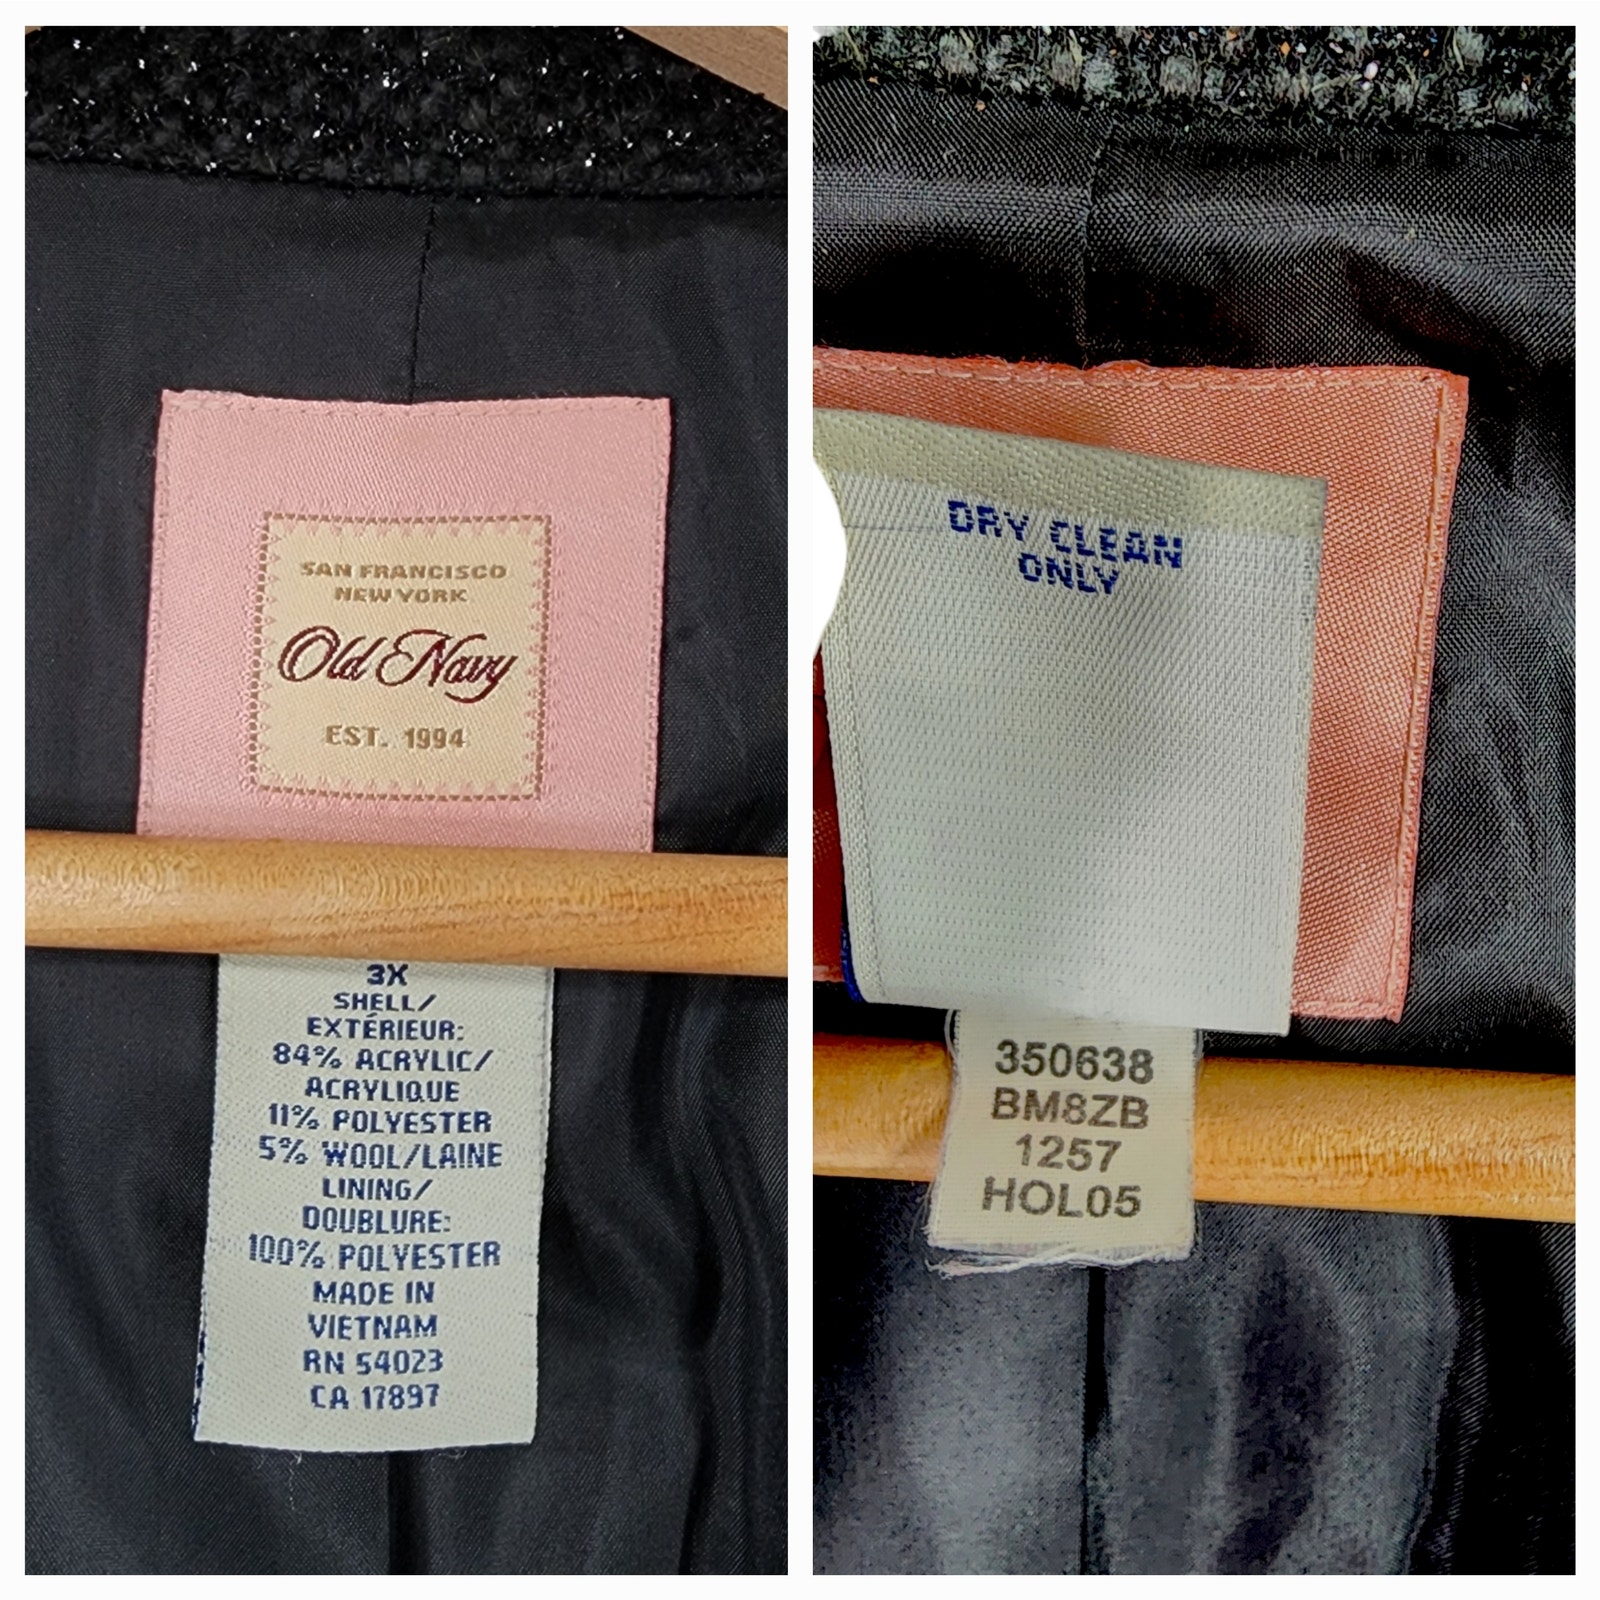 SAN FRANCISCO
NEW YORK
Old Navy
EST. 1994
3X
SHELL/
EXTÉRIEUR:
84% ACRYLIC/
ACRYLIQUE
11% POLYESTER
5% WOOL/LAINE
LINING/
DOUBLURE:
100% POLYESTER
MADE IN
VIETNAM
RN 54023
CA 17897
DRY CLEAN
ONLY
350638
BM8ZB
1257
HOL05